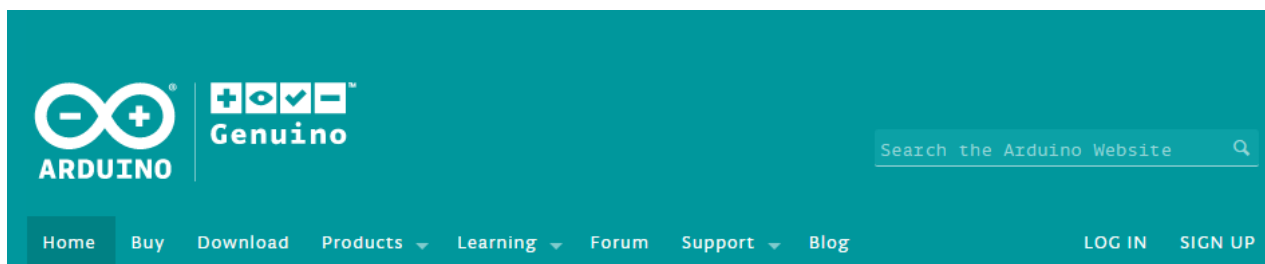 ARDUINO
Genuino
Search the Arduino Website
Home Buy Download Products Learning Forum Support Blog LOG IN SIGN UP